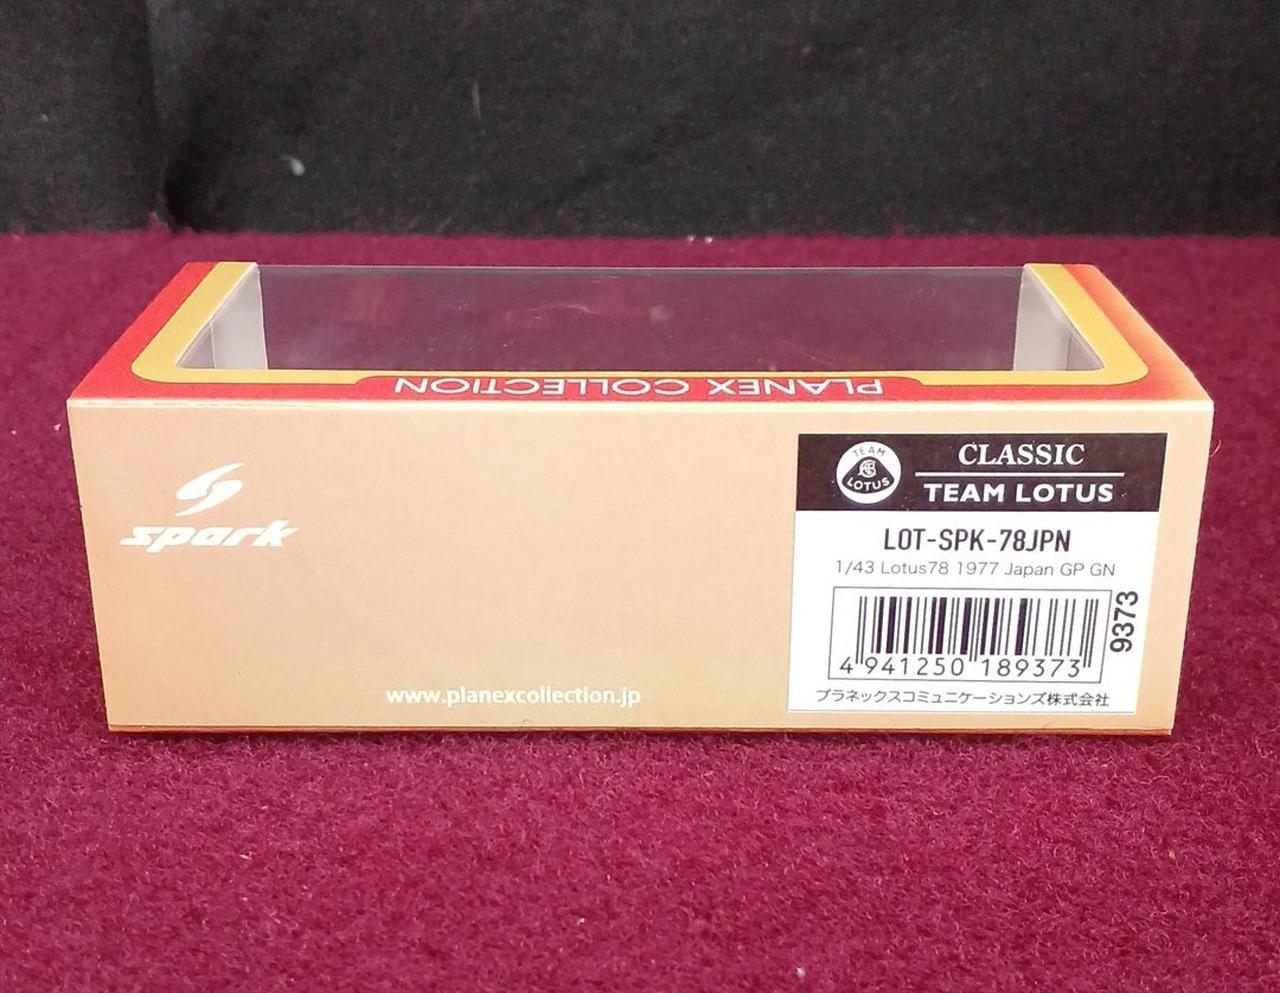 PLANEX COLLECTION
spark
www.planexcollection.jp
TEAM
LOTUS
CLASSIC
TEAM LOTUS
LOT-SPK-78JPN
1/43 Lotus78 1977 Japan GP GN
9373
4 941250 189373
プラネックスコミュニケーションズ株式会社